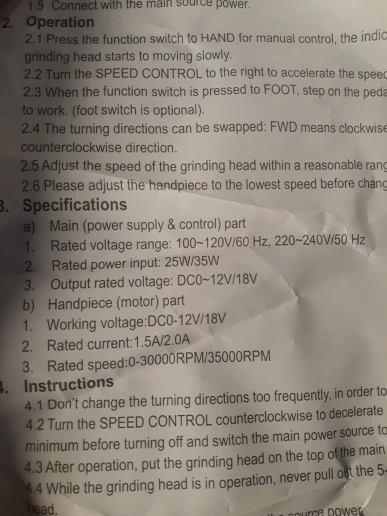 1.5 Connect with the main source power.
2. Operation
2.1 Press the function switch to HAND for manual control, the indic
grinding head starts to moving slowly.
2.2 Turn the SPEED CONTROL to the right to accelerate the speed
2.3 When the function switch is pressed to FOOT, step on the peda
to work. (foot switch is optional).
2.4 The turning directions can be swapped: FWD means clockwise
counterclockwise direction.
2.5 Adjust the speed of the grinding head within a reasonable rang
2.6 Please adjust the handpiece to the lowest speed before chang
3. Specifications
a) Main (power supply & control) part
1. Rated voltage range: 100~120V/60 Hz, 220~240V/50 Hz
2. Rated power input: 25W/35W
3. Output rated voltage: DC0~12V/18V
b) Handpiece (motor) part
1. Working voltage:DC0-12V/18V
2. Rated current:1.5A/2.0A
3. Rated speed:0-30000RPM/35000RPM
4. Instructions
4.1 Don't change the turning directions too frequently, in order to
4.2 Turn the SPEED CONTROL counterclockwise to decelerate
minimum before turning off and switch the main power source to
4.3 After operation, put the grinding head on the top of the main
4.4 While the grinding head is in operation, never pull out the 5-
head.
source power